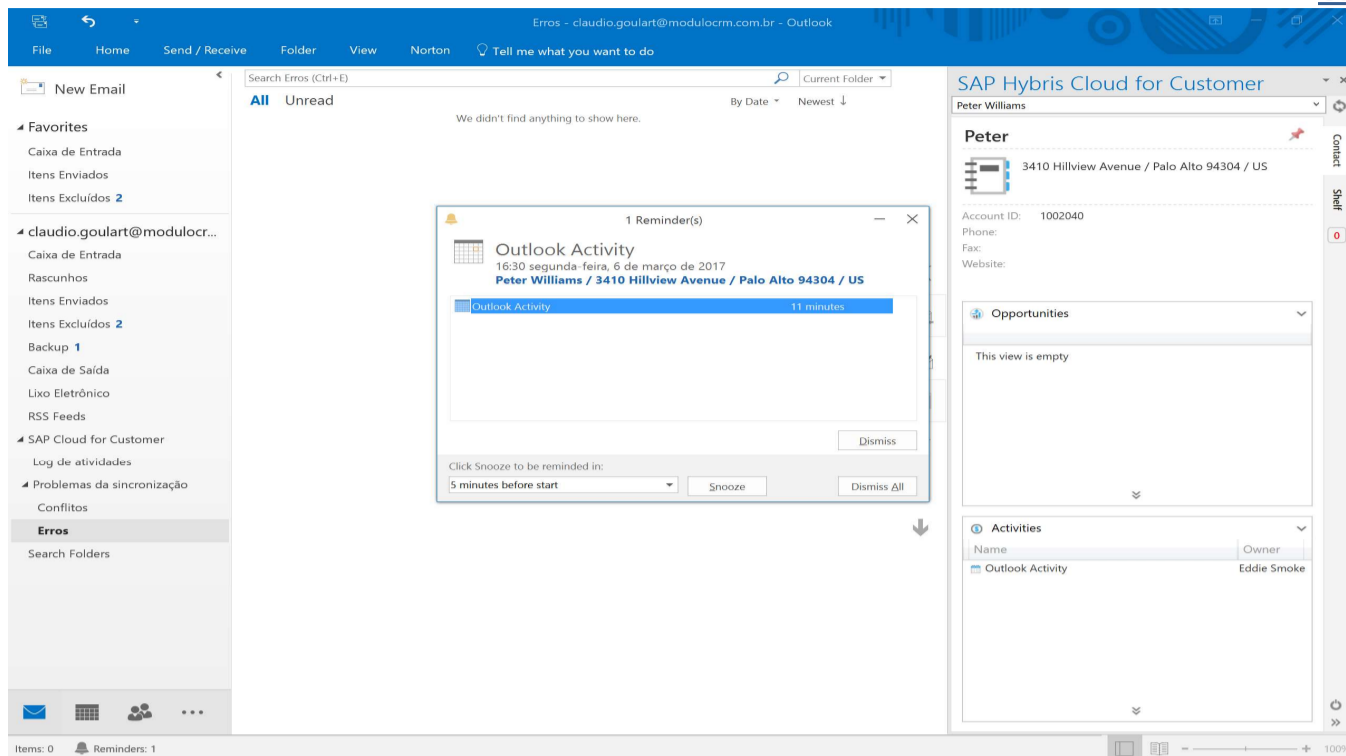 Erros - claudio.goulart@modulocrm.com.br - Outlook
File Home Send / Receive Folder View Norton Tell me what you want to do
New Email
Favorites
Caixa de Entrada
Itens Enviados
Itens Excluídos 2
claudio.goulart@modulocr...
Caixa de Entrada
Rascunhos
Itens Enviados
Itens Excluídos 2
Backup 1
Caixa de Saída
Lixo Eletrônico
RSS Feeds
SAP Cloud for Customer
Log de atividades
Problemas da sincronização
Conflitos
Erros
Search Folders
Search Erros (Ctrl+E) Current Folder
All Unread By Date Newest ↓
We didn't find anything to show here.
1 Reminder(s)
Outlook Activity
16:30 segunda-feira, 6 de março de 2017
Peter Williams / 3410 Hillview Avenue / Palo Alto 94304 / US
Outlook Activity 11 minutes
Dismiss
Click Snooze to be reminded in:
5 minutes before start Snooze Dismiss All
SAP Hybris Cloud for Customer
Peter Williams
Peter
3410 Hillview Avenue / Palo Alto 94304 / US
Account ID: 1002040
Phone:
Fax:
Website:
Opportunities
This view is empty
Activities
Name Owner
Outlook Activity Eddie Smoke
Contact
Shelf
0
Items: 0 Reminders: 1 100%